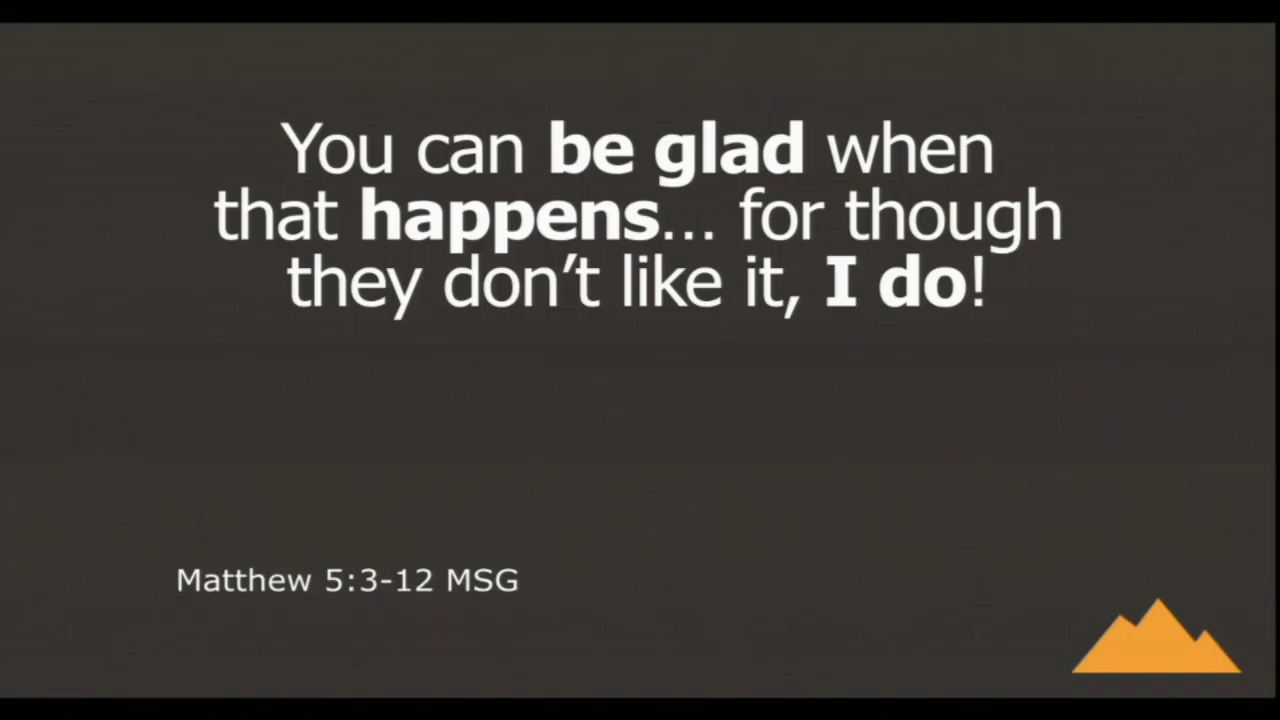 You can be glad when
that happens... for though
they don’t like it, I do!
Matthew 5:3-12 MSG